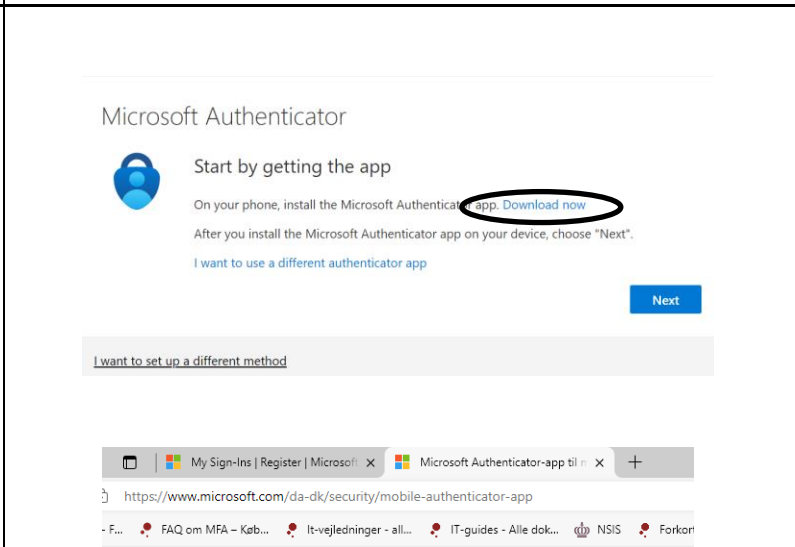 Microsoft Authenticator
Start by getting the app
On your phone, install the Microsoft Authenticator app. Download now
After you install the Microsoft Authenticator app on your device, choose "Next".
I want to use a different authenticator app
Next
I want to set up a different method
My Sign-Ins | Register | Microsoft
Microsoft Authenticator-app til
https://www.microsoft.com/da-dk/security/mobile-authenticator-app
- F... FAQ om MFA – Køb... It-vejledninger - all... IT-guides - Alle dok... NSIS Forkort